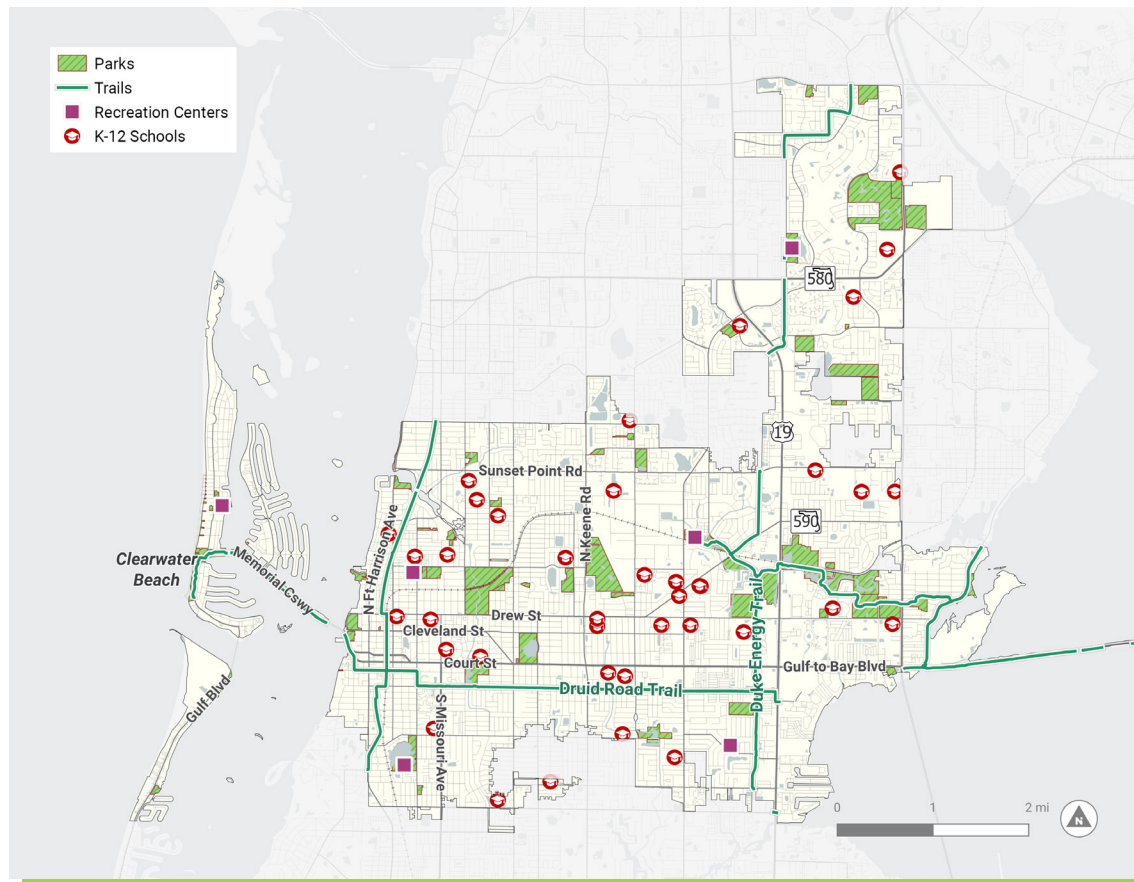 Parks
Trails
Recreation Centers
K-12 Schools
580
19
Sunset Point Rd
N Keene Rd
590
N Ft Harrison Ave
Clearwater
Beach
Memorial Cswy
Drew St
Cleveland St
Duke Energy Trail
Court St
Gulf to Bay Blvd
Gulf Blvd
Druid Road Trail
S Missouri Ave
0 1 2 mi
N